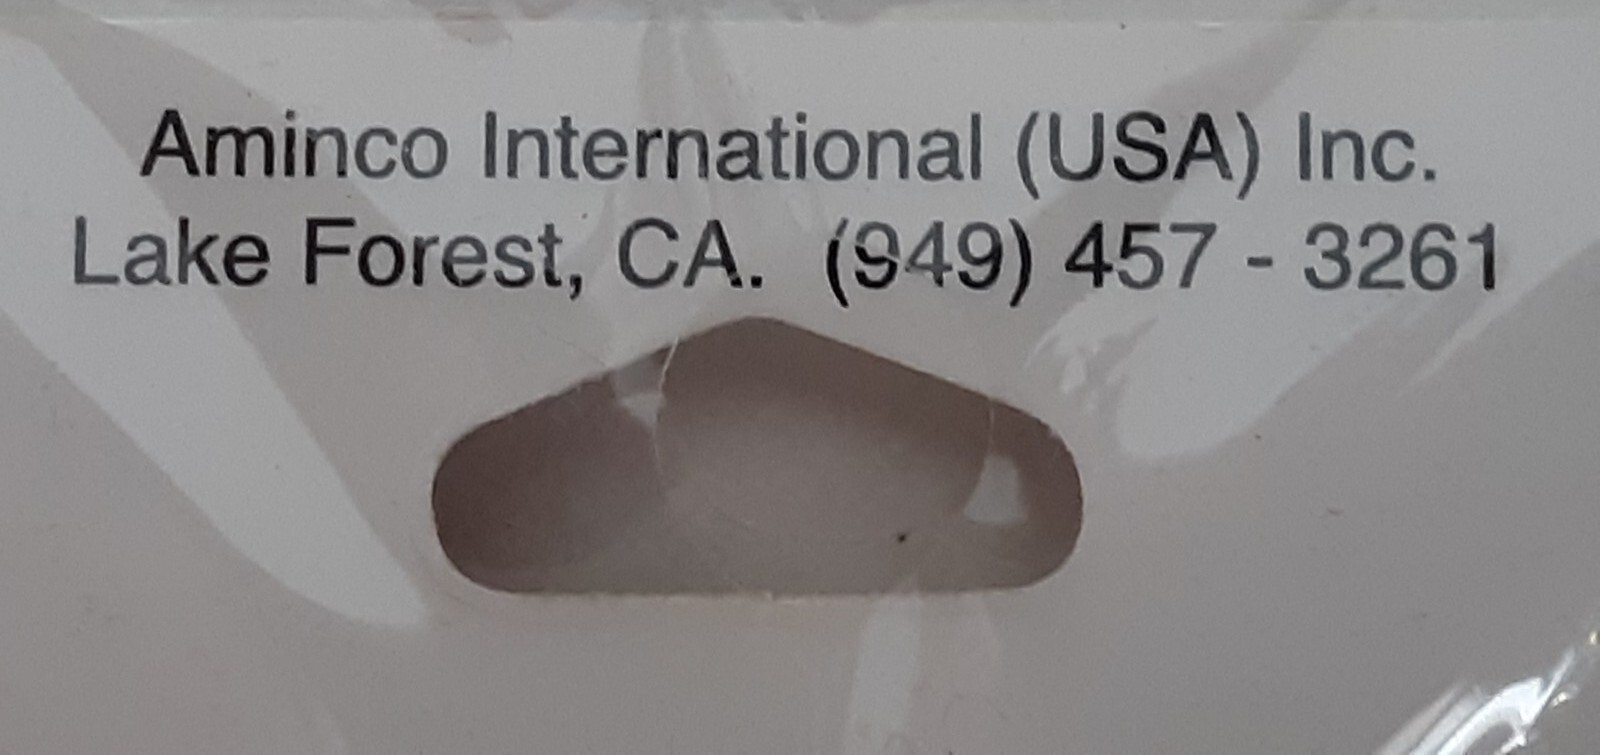 Aminco International (USA) Inc.
Lake Forest, CA. (949) 457 - 3261